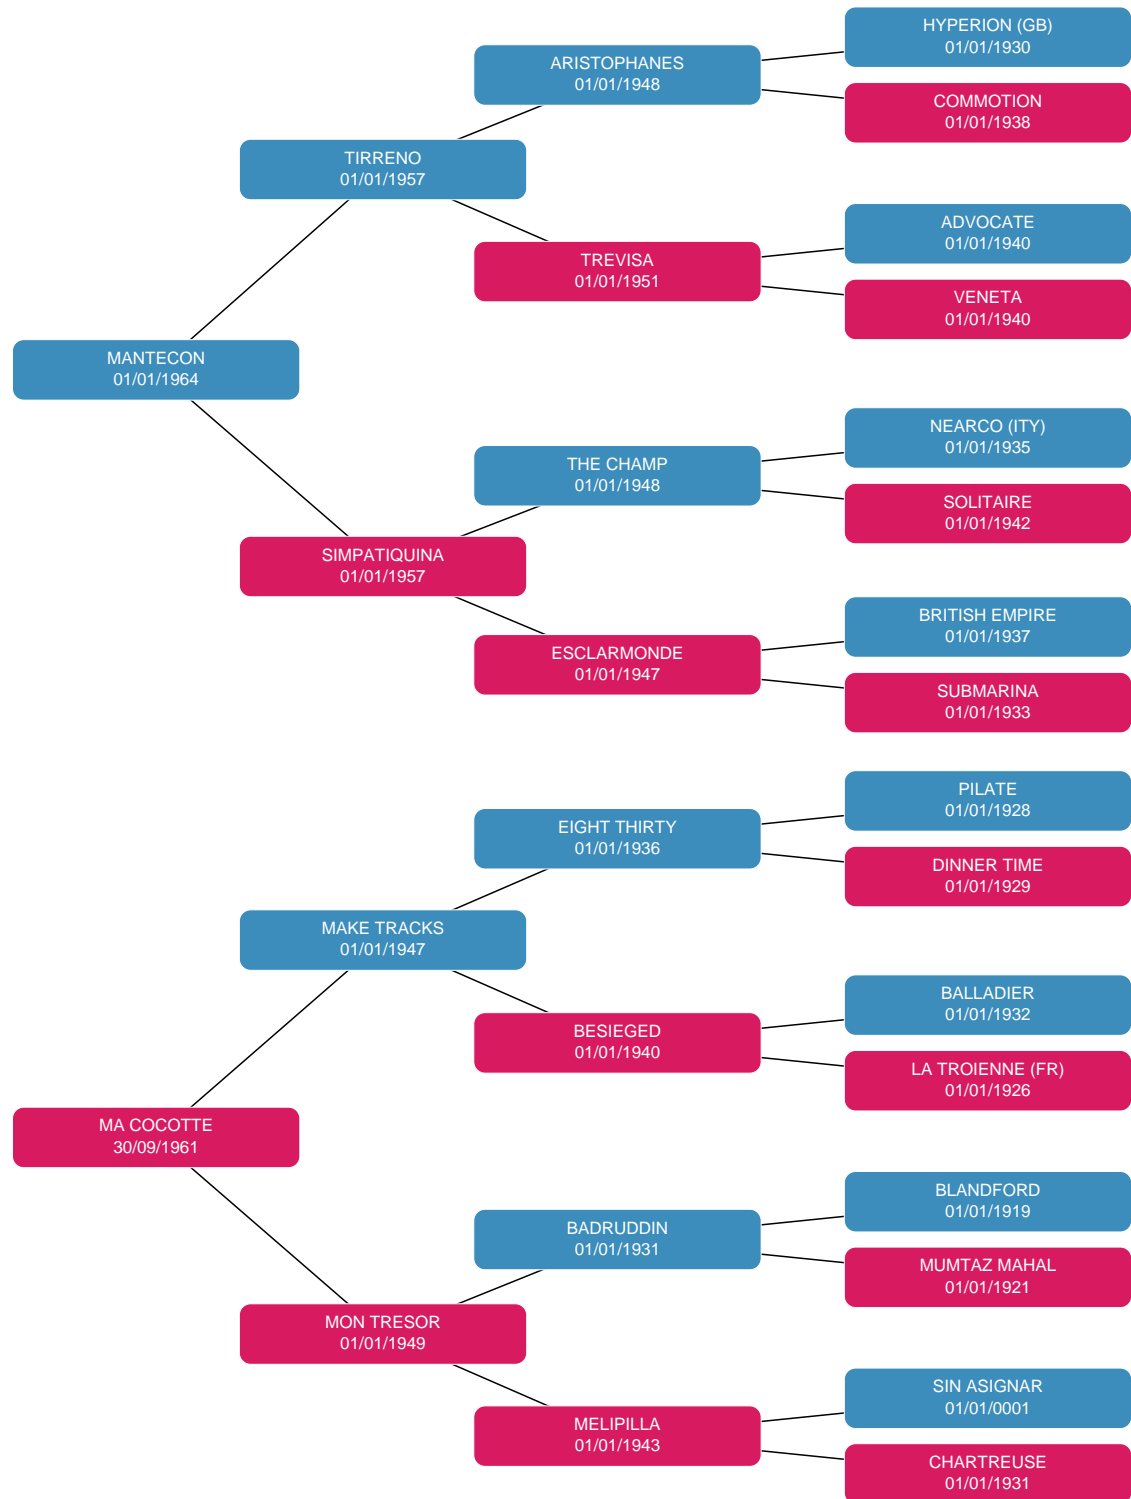 HYPERION (GB)
01/01/1930
ARISTOPHANES
01/01/1948
COMMOTION
01/01/1938
TIRRENO
01/01/1957
ADVOCATE
01/01/1940
TREVISA
01/01/1951
VENETA
01/01/1940
MANTECON
01/01/1964
NEARCO (ITY)
01/01/1935
THE CHAMP
01/01/1948
SOLITAIRE
01/01/1942
SIMPATIQUINA
01/01/1957
BRITISH EMPIRE
01/01/1937
ESCLARMONDE
01/01/1947
SUBMARINA
01/01/1933
PILATE
01/01/1928
EIGHT THIRTY
01/01/1936
DINNER TIME
01/01/1929
MAKE TRACKS
01/01/1947
BALLADIER
01/01/1932
BESIEGED
01/01/1940
LA TROIENNE (FR)
01/01/1926
MA COCOTTE
30/09/1961
BLANDFORD
01/01/1919
BADRUDDIN
01/01/1931
MUMTAZ MAHAL
01/01/1921
MON TRESOR
01/01/1949
SIN ASIGNAR
01/01/0001
MELIPILLA
01/01/1943
CHARTREUSE
01/01/1931